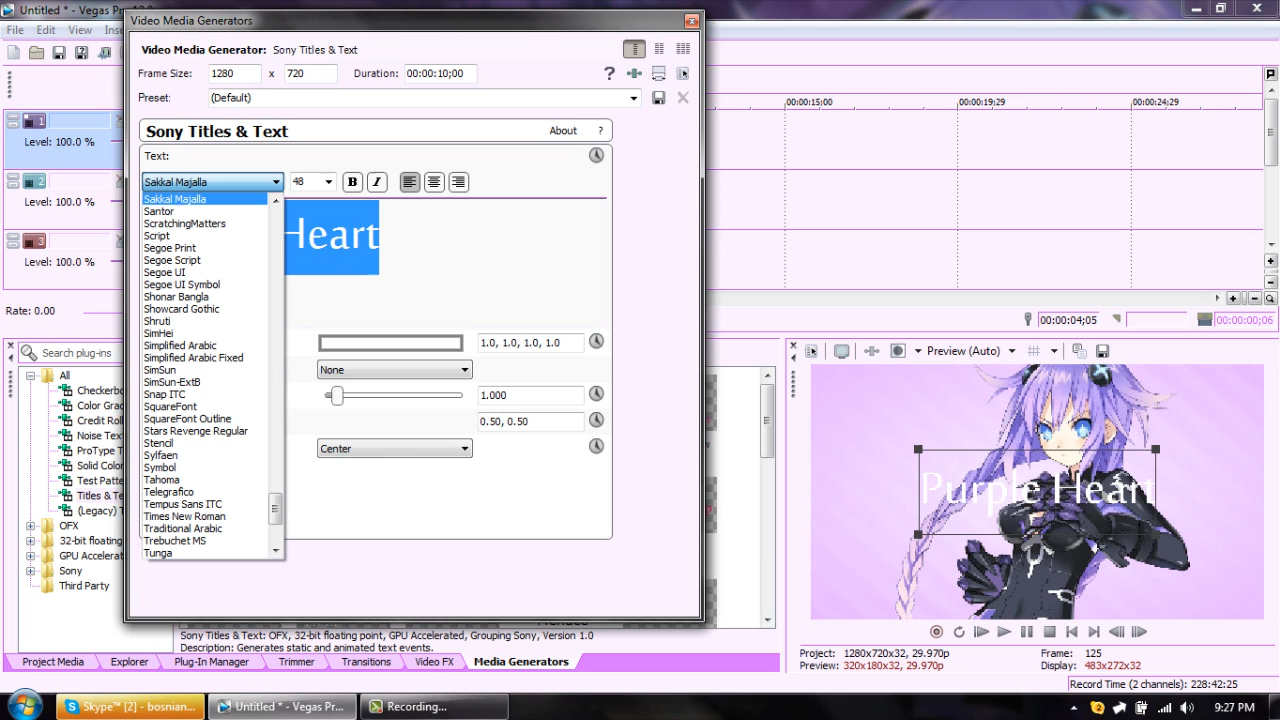 Untitled * - Vegas Pro 12.0
Video Media Generators
File Edit View
Video Media Generator: Sony Titles & Text
Frame Size: 1280 x 720 Duration: 00:00:10;00
Preset: (Default)
Sony Titles & Text About ?
Text:
Sakkal Majalla 48 B I
Sakkal Majalla
Santor
ScratchingMatters
Script
Segoe Print
Segoe Script
Segoe UI
Segoe UI Symbol
Shonar Bangla
Showcard Gothic
Shruti
SimHei
Simplified Arabic
Simplified Arabic Fixed
SimSun
SimSun-ExtB
Snap ITC
SquareFont
SquareFont Outline
Stars Revenge Regular
Stencil
Sylfaen
Symbol
Tahoma
Telegrafico
Tempus Sans ITC
Times New Roman
Traditional Arabic
Trebuchet MS
Tunga
Heart
1.0, 1.0, 1.0, 1.0
None
1.000
0.50, 0.50
Center
1
Level: 100.0 %
2
Level: 100.0 %
3
Level: 100.0 %
Rate: 0.00
00:00:15;00 00:00:19;29 00:00:24;29
00:00:04;05 00:00:00;06
Search plug-ins
All
Checkerbo
Color Grad
Credit Roll
Noise Text
ProType T
Solid Color
Test Patte
Titles & Te
(Legacy) T
OFX
32-bit floating
GPU Accelerat
Sony
Third Party
Sony Titles & Text: OFX, 32-bit floating point, GPU Accelerated, Grouping Sony, Version 1.0
Description: Generates static and animated text events.
Project Media Explorer Plug-In Manager Trimmer Transitions Video FX Media Generators
Preview (Auto)
Purple Heart
Project: 1280x720x32, 29.970p Frame: 125
Preview: 320x180x32, 29.970p Display: 483x272x32
Record Time (2 channels): 228:42:25
Skype™ [2] - bosnian... Untitled * - Vegas Pr... Recording...
2
9:27 PM